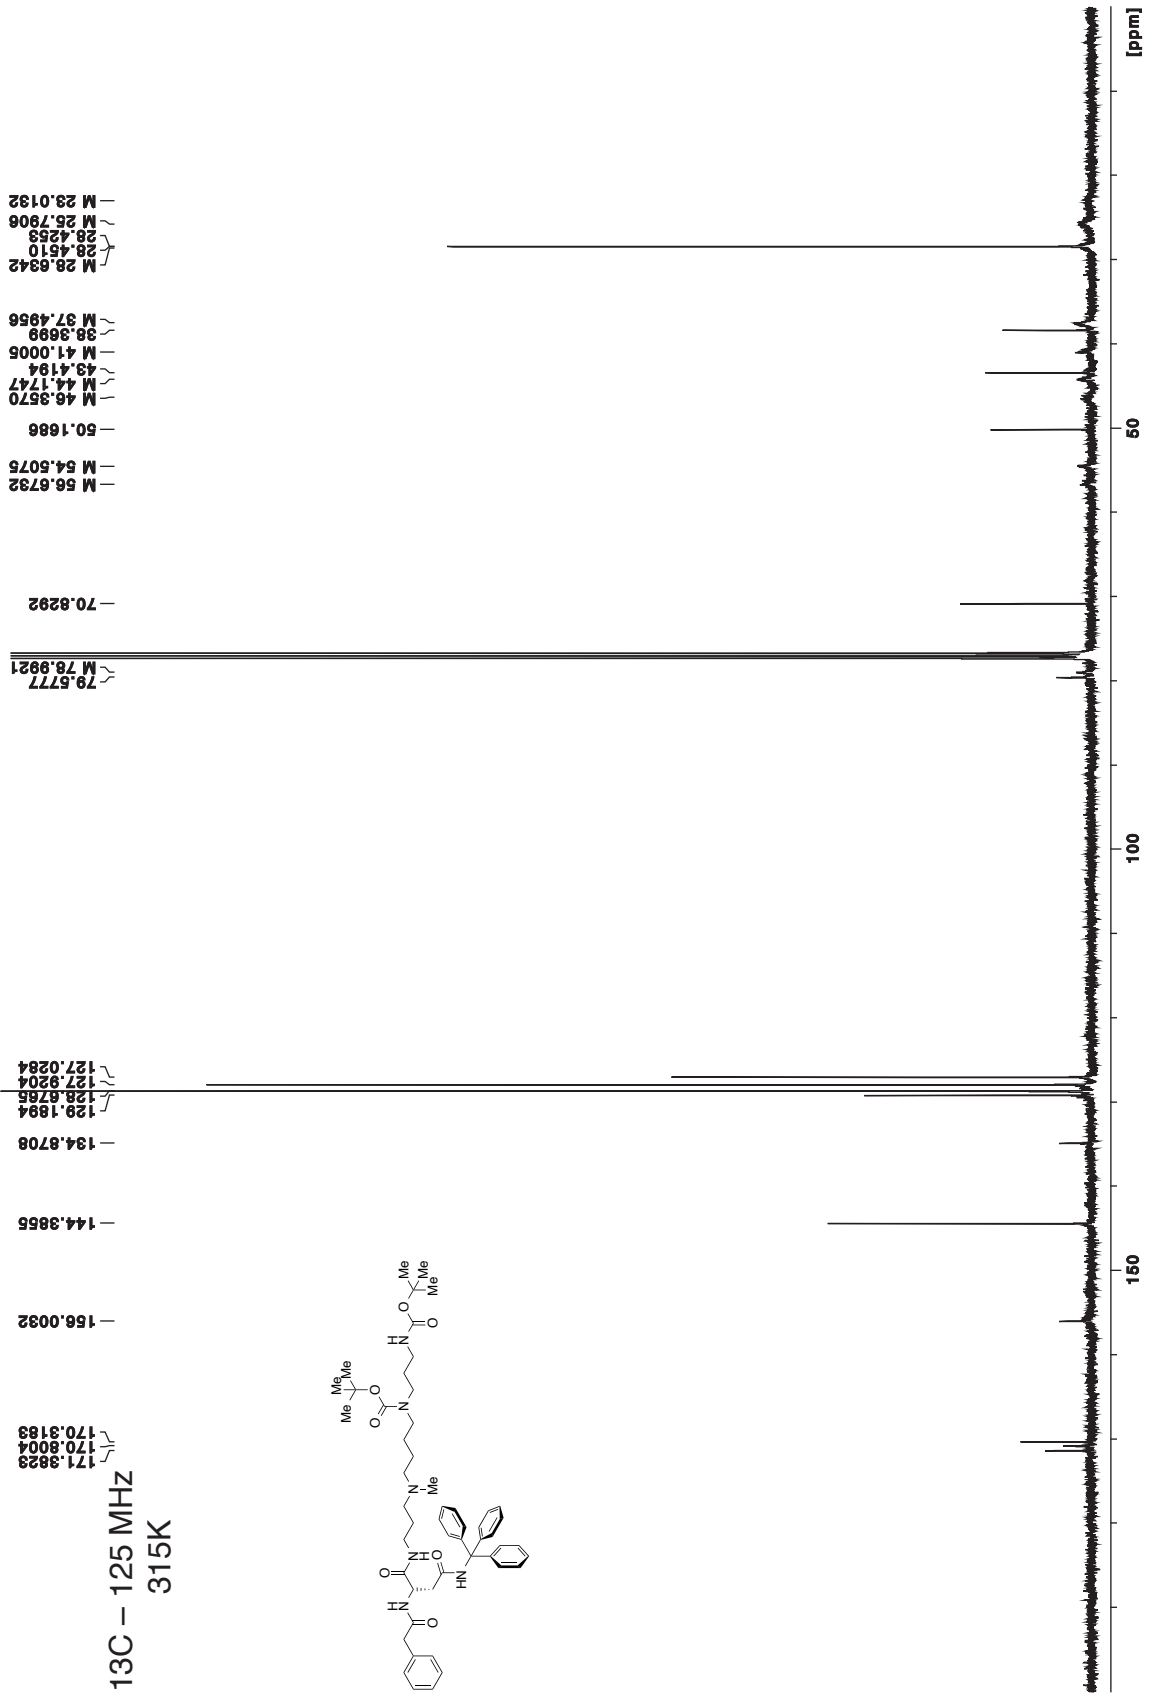 13C – 125 MHz
315K
171.3823
170.8004
170.3183
156.0032
144.3855
134.8708
129.1894
128.6765
127.9204
127.0284
79.5777
M 78.9921
70.8292
M 56.6732
M 54.5075
50.1686
M 46.3570
M 44.1747
43.4194
M 41.0005
38.3699
M 37.4956
M 28.6342
28.4510
28.4253
M 25.7906
M 23.0132
O
H
N
O
O
N
H
O
HN
N
Me
N
O
O
Me
Me
Me
H
N
O
O
Me
Me
Me
150
100
50
[ppm]